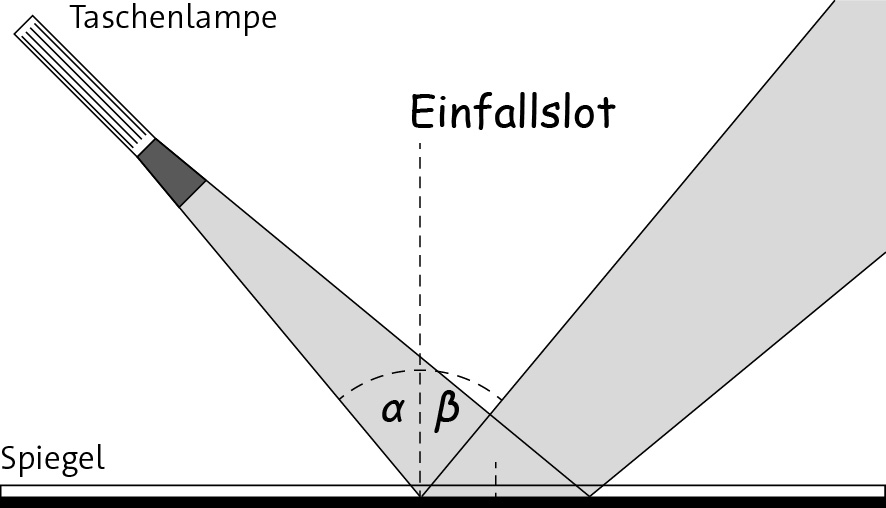 Taschenlampe
Einfallslot
α β
Spiegel